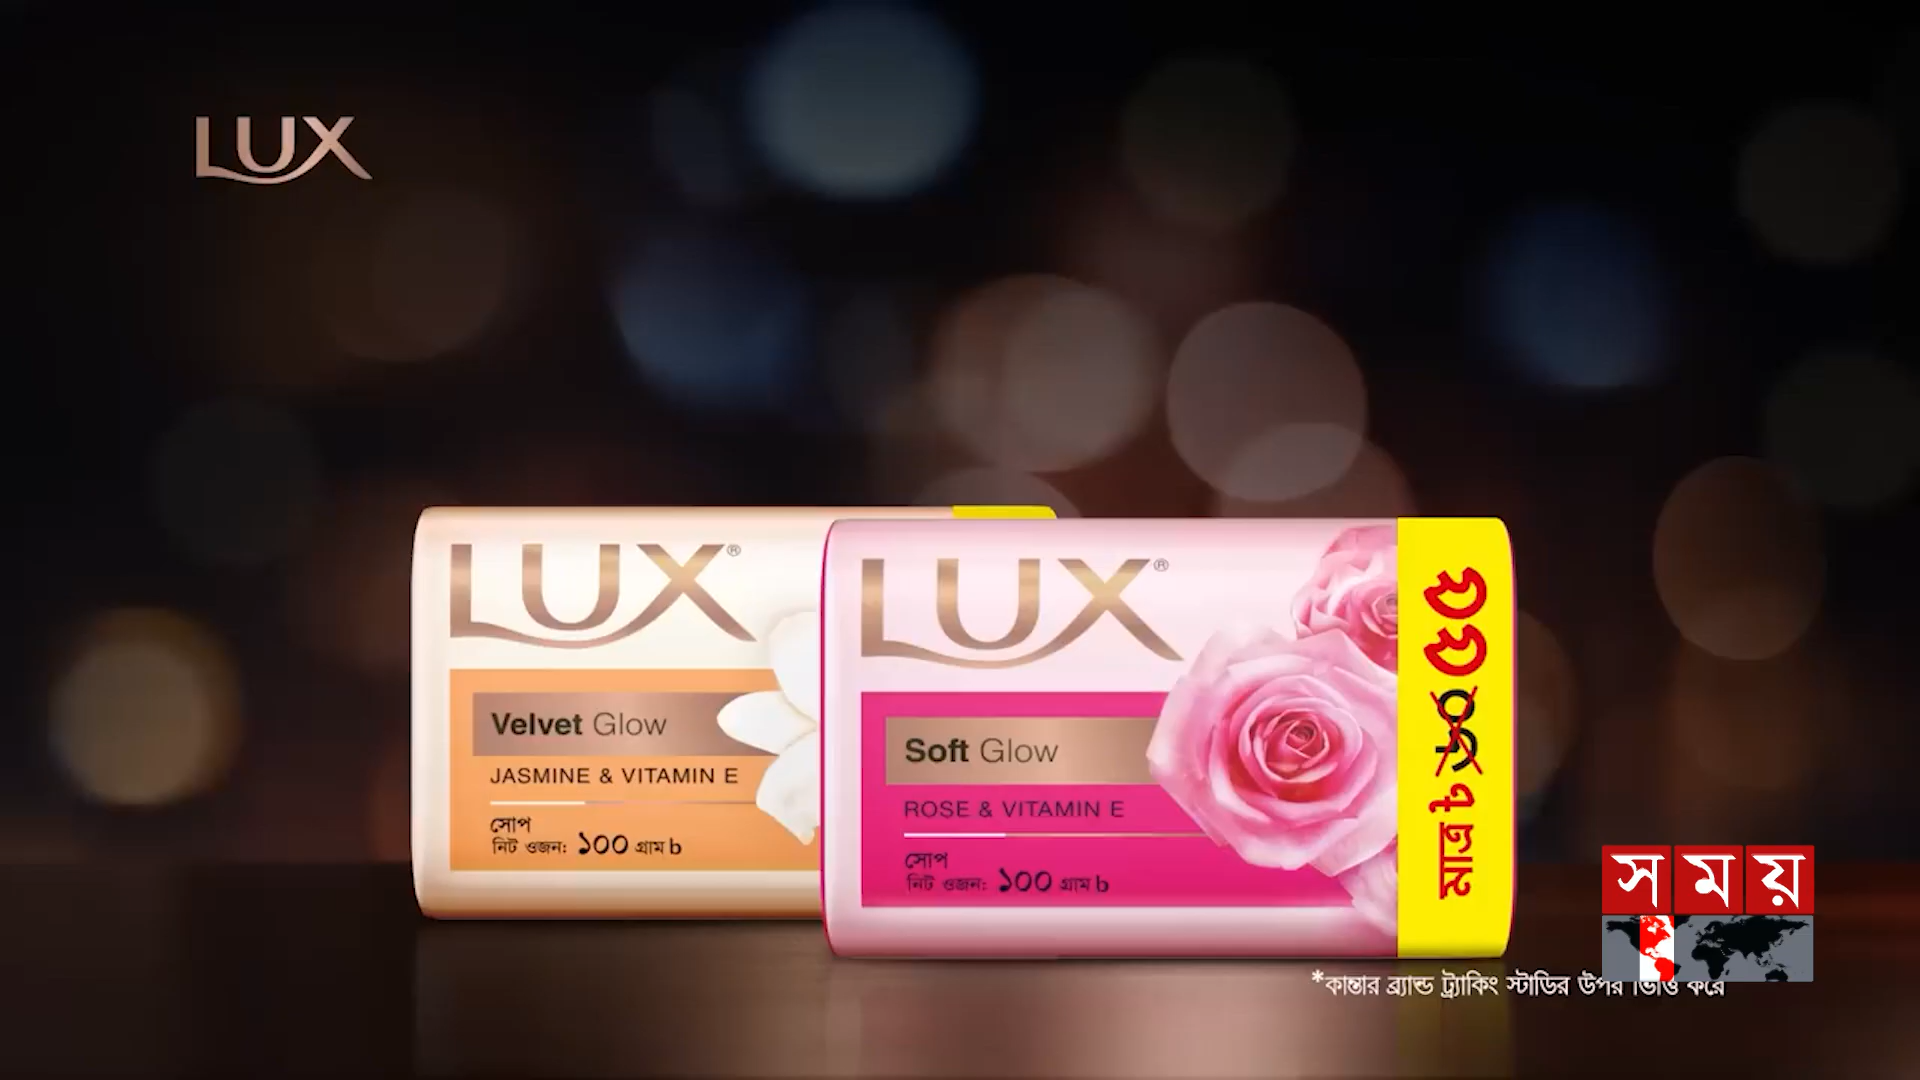 LUX
LUX®
Velvet Glow
JASMINE & VITAMIN E
সোপ
নিট ওজন: ১০০ গ্রাম b
LUX®
Soft Glow
ROSE & VITAMIN E
সোপ
নিট ওজন: ১০০ গ্রাম b
মাত্র ট ৬০ ৫৫
সময়
*কান্তার ব্র্যান্ড ট্র্যাকিং স্টাডির উপর ভিত্তি করে